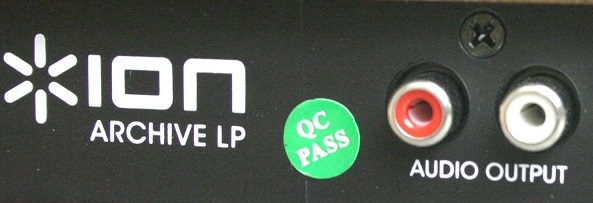 ION
ARCHIVE LP
QC
PASS
AUDIO OUTPUT